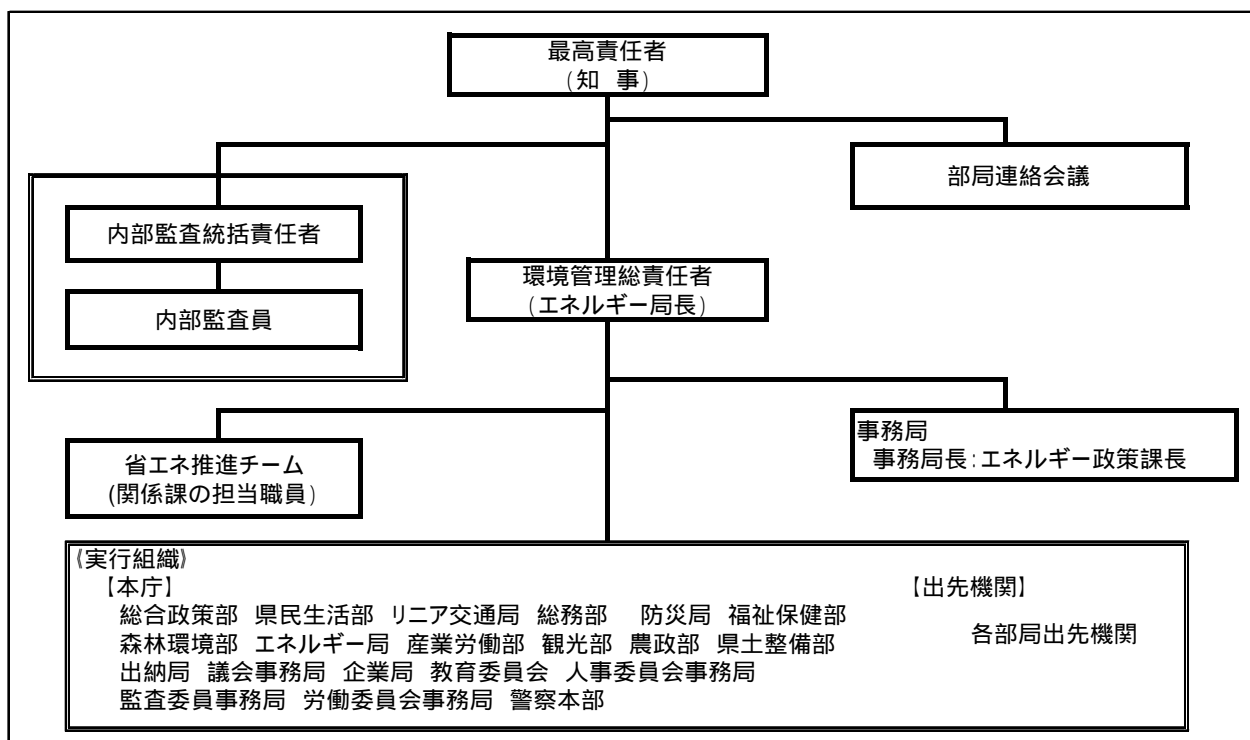 最高責任者
(知 事)
部局連絡会議
内部監査統括責任者
環境管理総責任者
(エネルギー局長)
内部監査員
省エネ推進チーム
(関係課の担当職員)
事務局
事務局長:エネルギー政策課長
《実行組織》
【本庁】 【出先機関】
総合政策部 県民生活部 リニア交通局 総務部 防災局 福祉保健部
森林環境部 エネルギー局 産業労働部 観光部 農政部 県土整備部
各部局出先機関
出納局 議会事務局 企業局 教育委員会 人事委員会事務局
監査委員事務局 労働委員会事務局 警察本部